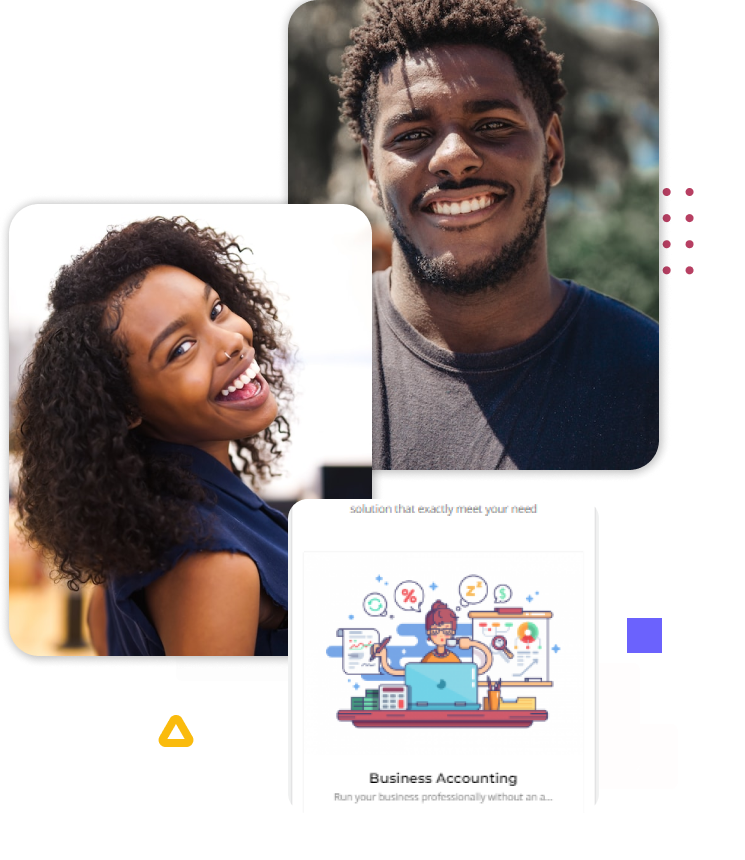 solution that exactly meet your need
%
z z z
$
Business Accounting
Run your business professionally without an a...